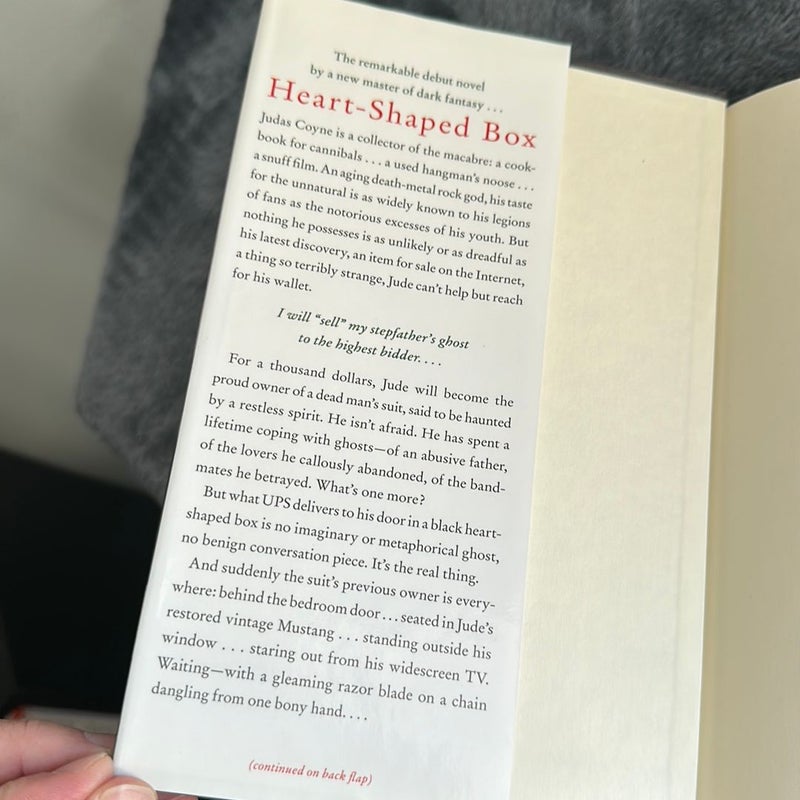 The remarkable debut novel
by a new master of dark fantasy . . .
Heart-Shaped Box
Judas Coyne is a collector of the macabre: a cook-
book for cannibals . . . a used hangman's noose . . .
a snuff film. An aging death-metal rock god, his taste
for the unnatural is as widely known to his legions
of fans as the notorious excesses of his youth. But
nothing he possesses is as unlikely or as dreadful as
his latest discovery, an item for sale on the Internet,
a thing so terribly strange, Jude can't help but reach
for his wallet.
I will "sell" my stepfather's ghost
to the highest bidder. . . .
For a thousand dollars, Jude will become the
proud owner of a dead man's suit, said to be haunted
by a restless spirit. He isn't afraid. He has spent a
lifetime coping with ghosts—of an abusive father,
of the lovers he callously abandoned, of the band-
mates he betrayed. What's one more?
But what UPS delivers to his door in a black heart-
shaped box is no imaginary or metaphorical ghost,
no benign conversation piece. It's the real thing.
And suddenly the suit's previous owner is every-
where: behind the bedroom door . . . seated in Jude's
restored vintage Mustang . . . standing outside his
window . . . staring out from his widescreen TV.
Waiting—with a gleaming razor blade on a chain
dangling from one bony hand. . . .
(continued on back flap)